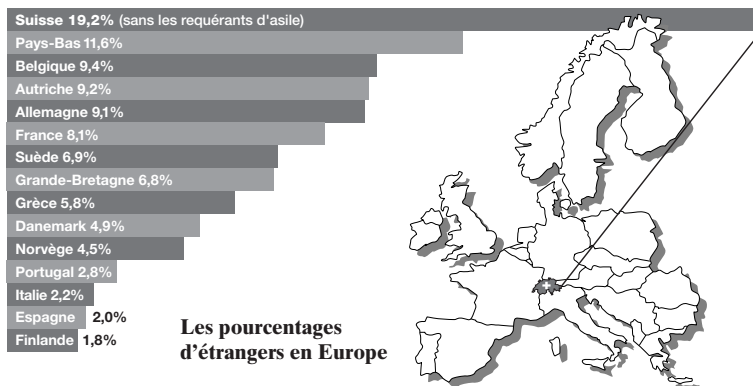 Suisse 19,2% (sans les requérants d'asile)
Pays-Bas 11,6%
Belgique 9,4%
Autriche 9,2%
Allemagne 9,1%
France 8,1%
Suède 6,9%
Grande-Bretagne 6,8%
Grèce 5,8%
Danemark 4,9%
Norvège 4,5%
Portugal 2,8%
Italie 2,2%
Espagne 2,0%
Finlande 1,8%
Les pourcentages
d'étrangers en Europe